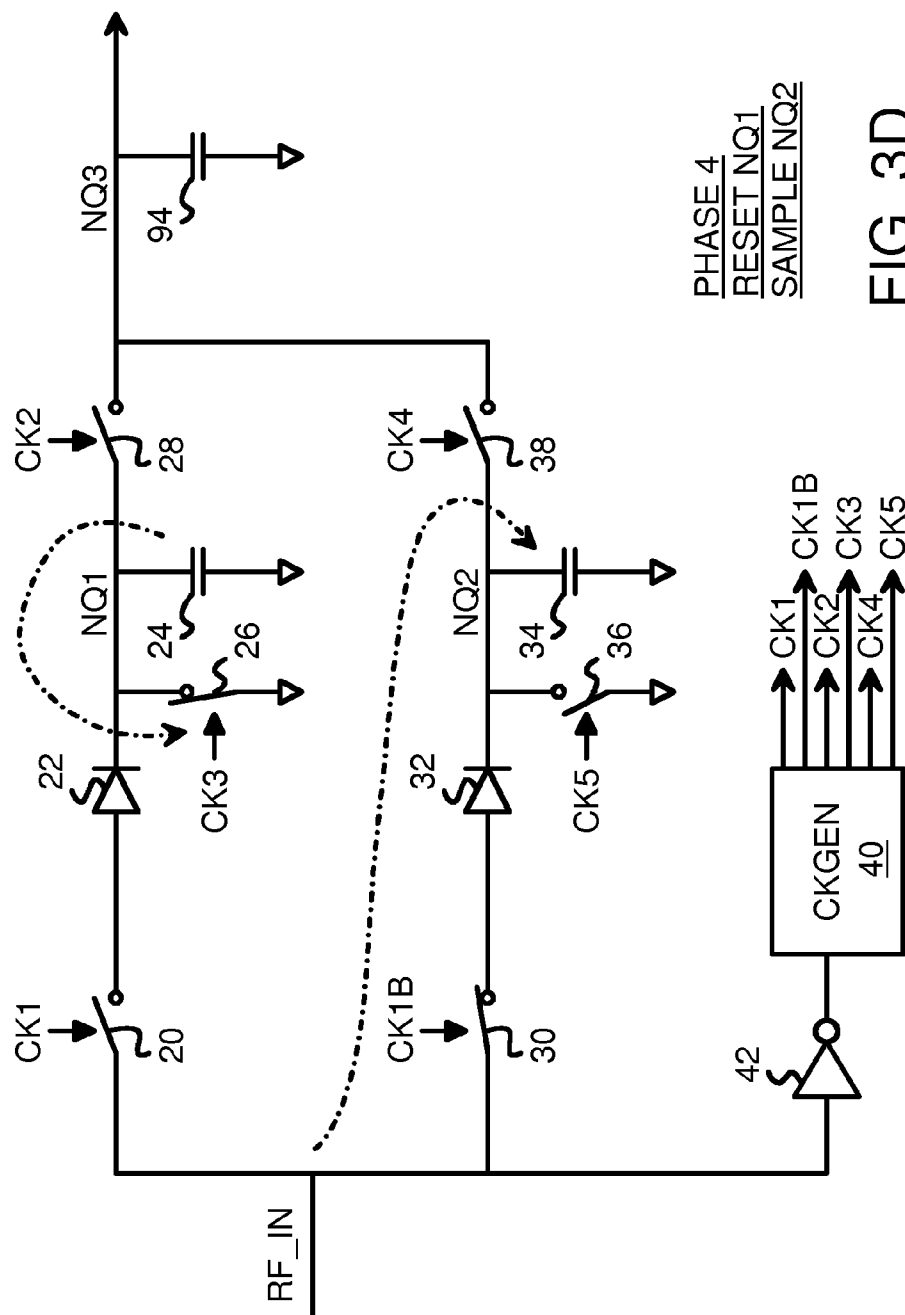 RF_IN
CK1
20
22
NQ1
24
26
CK3
CK2
28
NQ3
94
CK1B
30
32
NQ2
34
36
CK5
CK4
38
42
CKGEN
40
CK1
CK1B
CK2
CK3
CK4
CK5
PHASE 4
RESET NQ1
SAMPLE NQ2
FIG. 3D